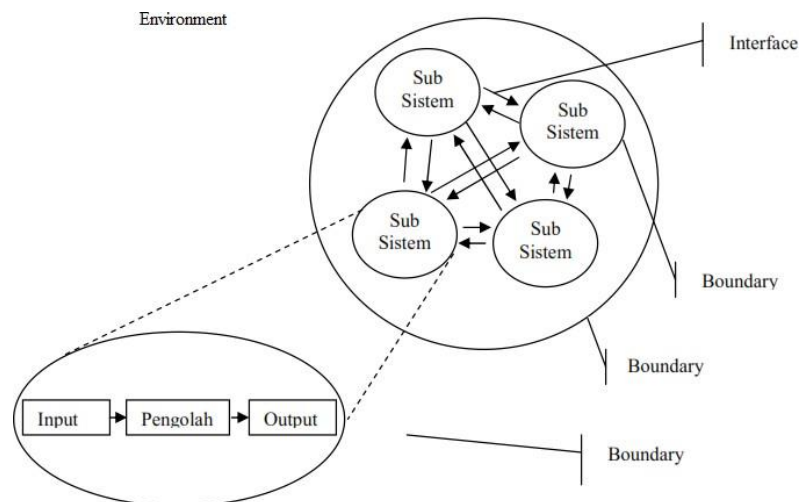 Environment
Interface
Sub
Sistem
Sub
Sistem
Sub
Sistem
Sub
Sistem
Boundary
Boundary
Input
Pengolah
Output
Boundary